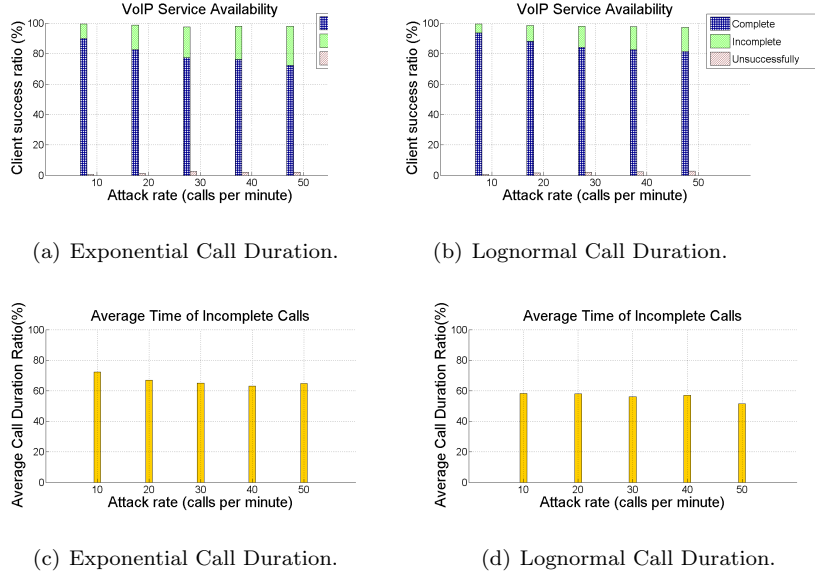 VoIP Service Availability
Client success ratio (%)
100
80
60
40
20
0
10 20 30 40 50
Attack rate (calls per minute)
(a) Exponential Call Duration.
VoIP Service Availability
Client success ratio (%)
100
80
60
40
20
0
10 20 30 40 50
Attack rate (calls per minute)
Complete
Incomplete
Unsuccessfully
(b) Lognormal Call Duration.
Average Time of Incomplete Calls
Average Call Duration Ratio(%)
100
80
60
40
20
0
10 20 30 40 50
Attack rate (calls per minute)
(c) Exponential Call Duration.
Average Time of Incomplete Calls
Average Call Duration Ratio(%)
100
80
60
40
20
0
10 20 30 40 50
Attack rate (calls per minute)
(d) Lognormal Call Duration.